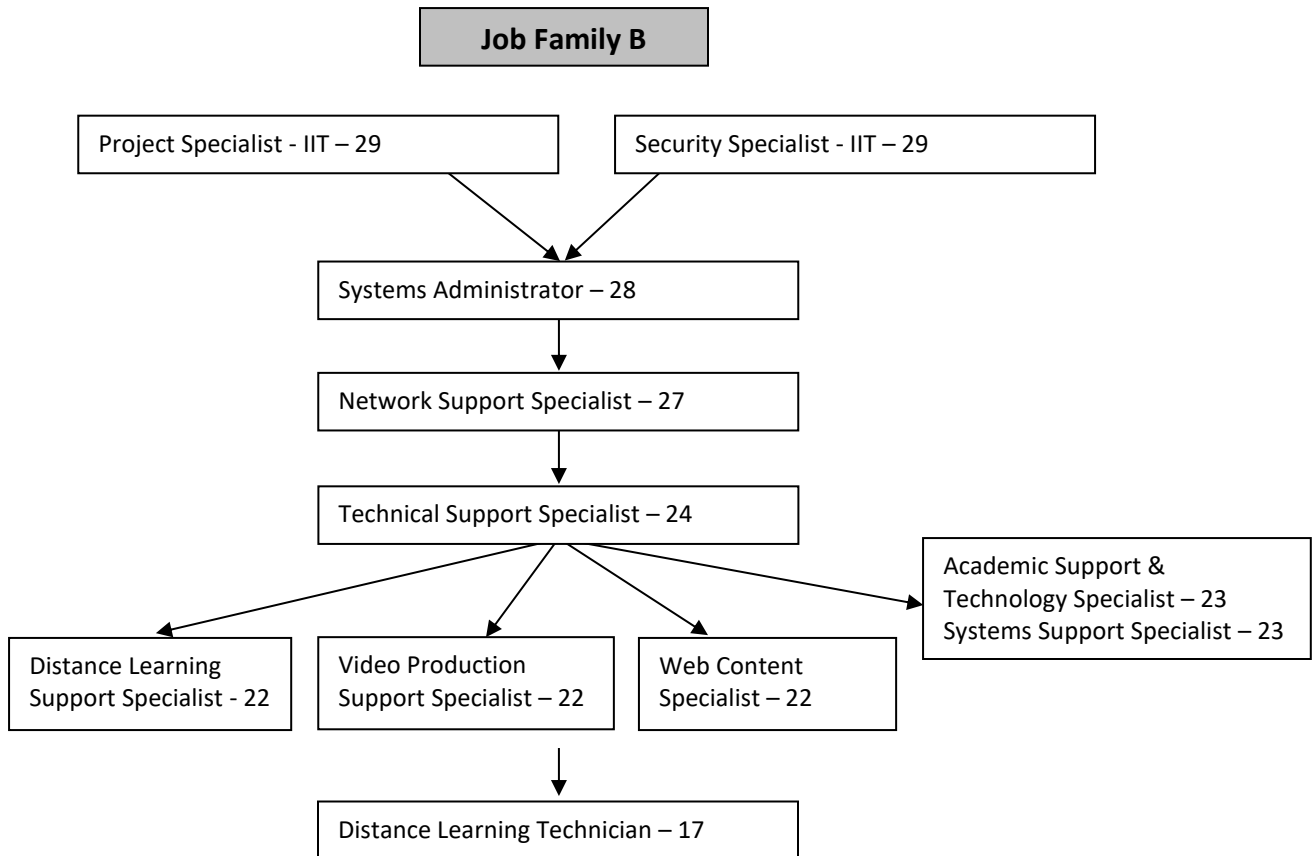 Job Family B
Project Specialist - IIT – 29
Security Specialist - IIT – 29
Systems Administrator – 28
Network Support Specialist – 27
Technical Support Specialist – 24
Academic Support &
Technology Specialist – 23
Systems Support Specialist – 23
Distance Learning
Support Specialist - 22
Video Production
Support Specialist – 22
Web Content
Specialist – 22
Distance Learning Technician – 17